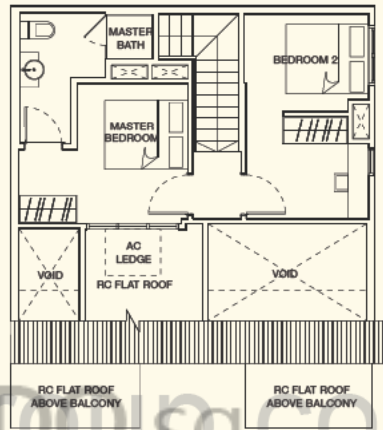 MASTER
BATH
BEDROOM 2
MASTER
BEDROOM
AC
LEDGE
VOID
RC FLAT ROOF
VOID
RC FLAT ROOF
ABOVE BALCONY
RC FLAT ROOF
ABOVE BALCONY